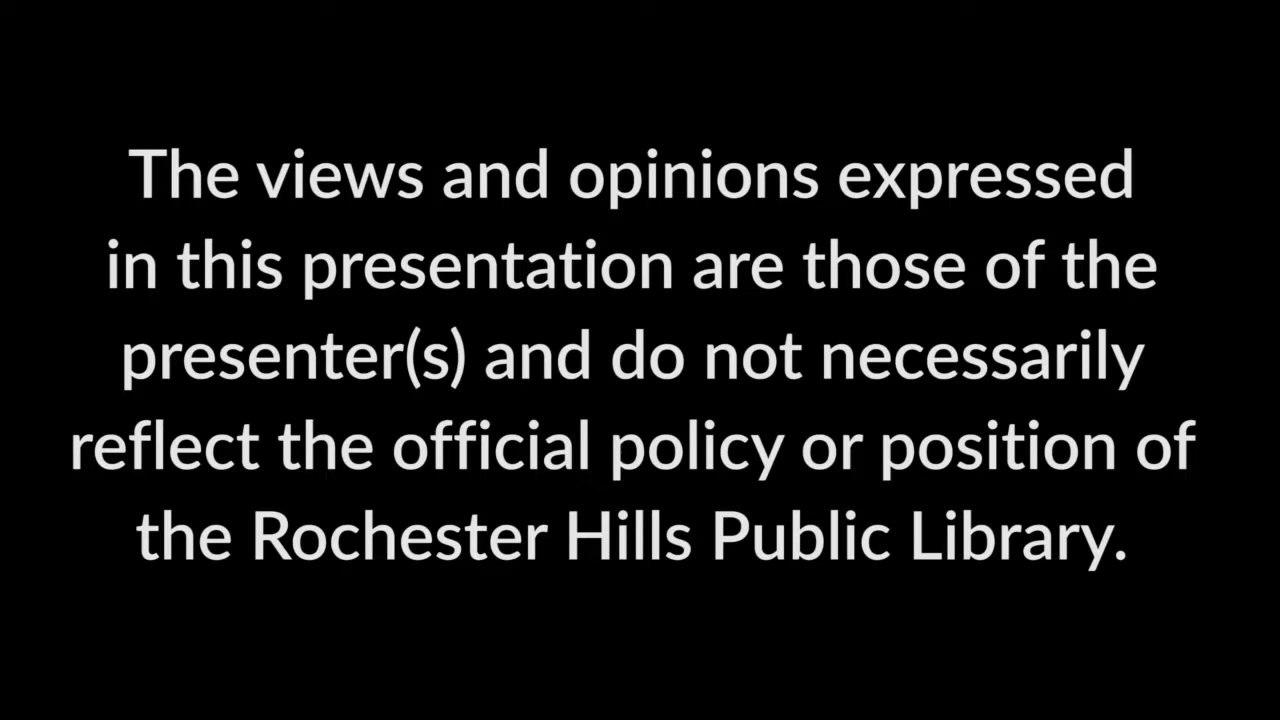 The views and opinions expressed
in this presentation are those of the
presenter(s) and do not necessarily
reflect the official policy or position of
the Rochester Hills Public Library.